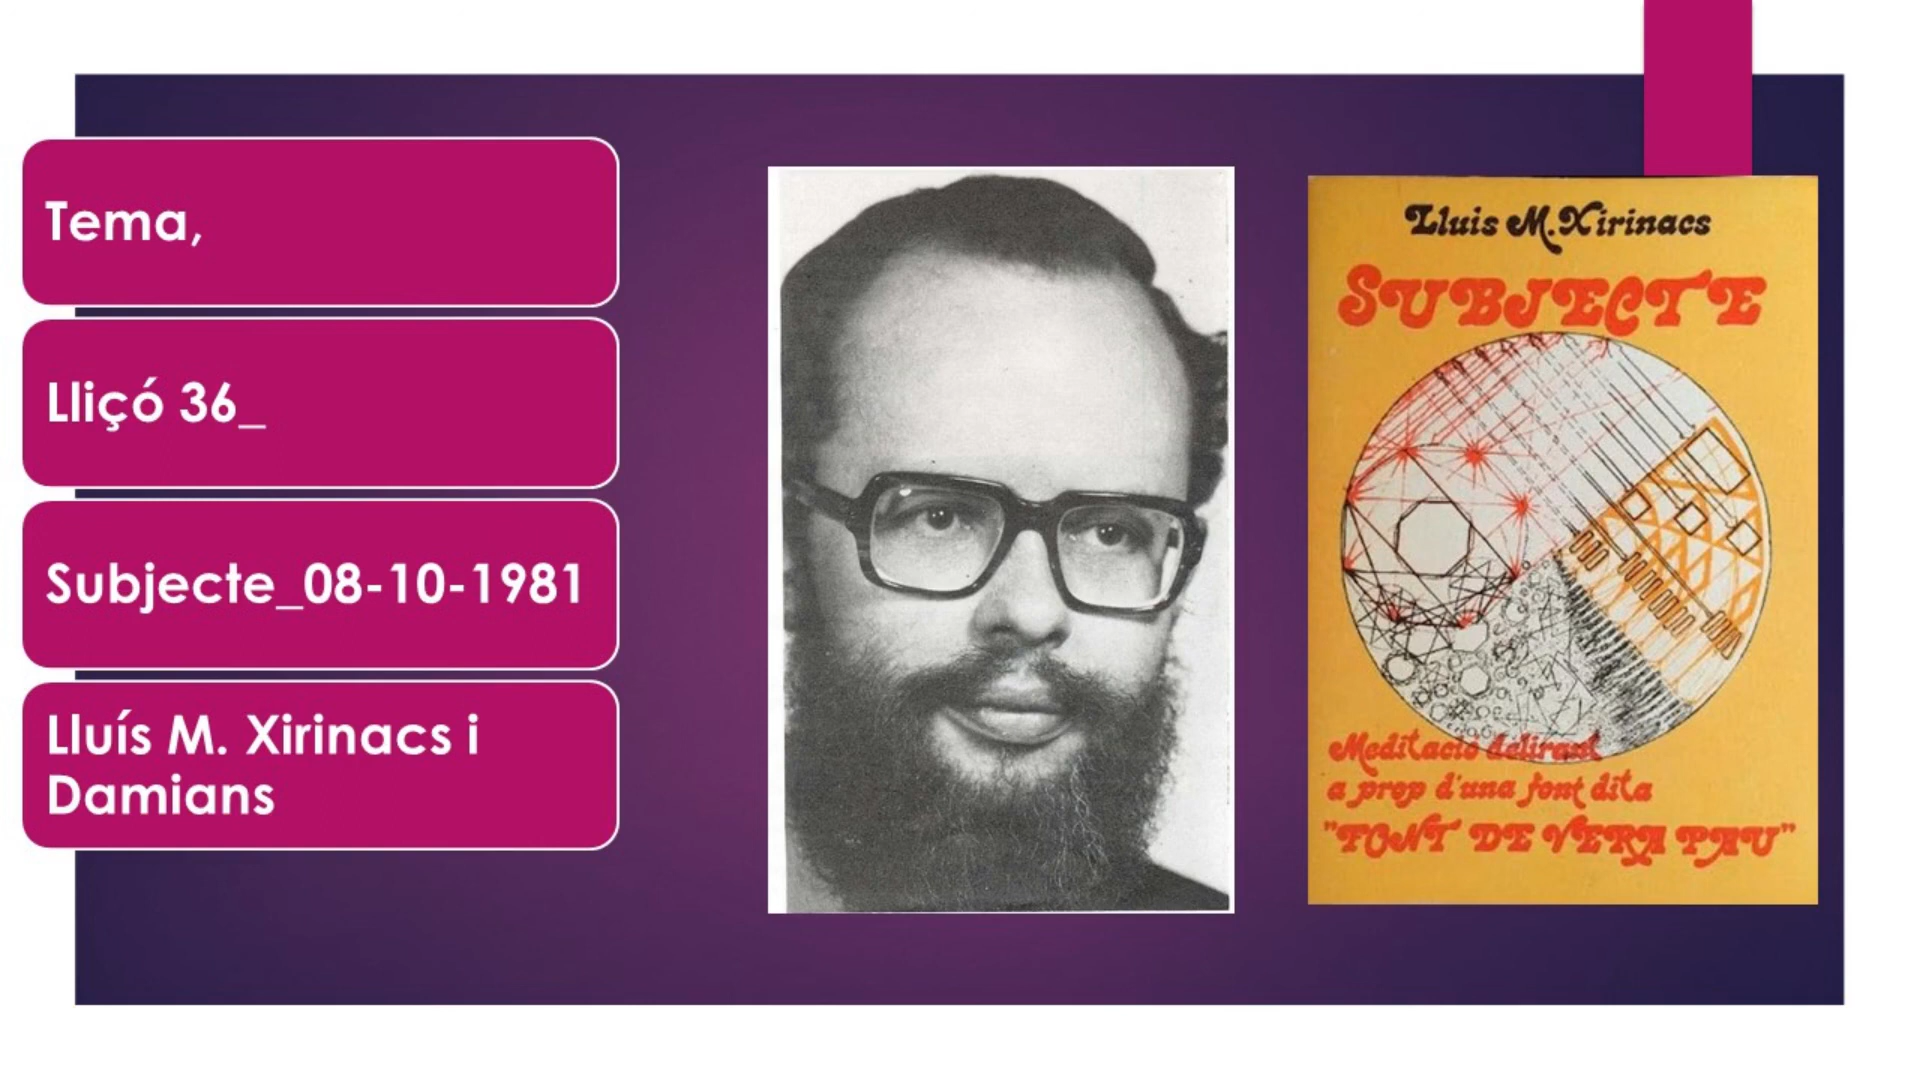 Tema,
Lliçó 36_
Subjecte_08-10-1981
Lluís M. Xirinacs i
Damians
Lluis M. Xirinacs
SUBJECTE
Meditació delirant
a prop d'una font dita
"FONT DE VERA PAU"